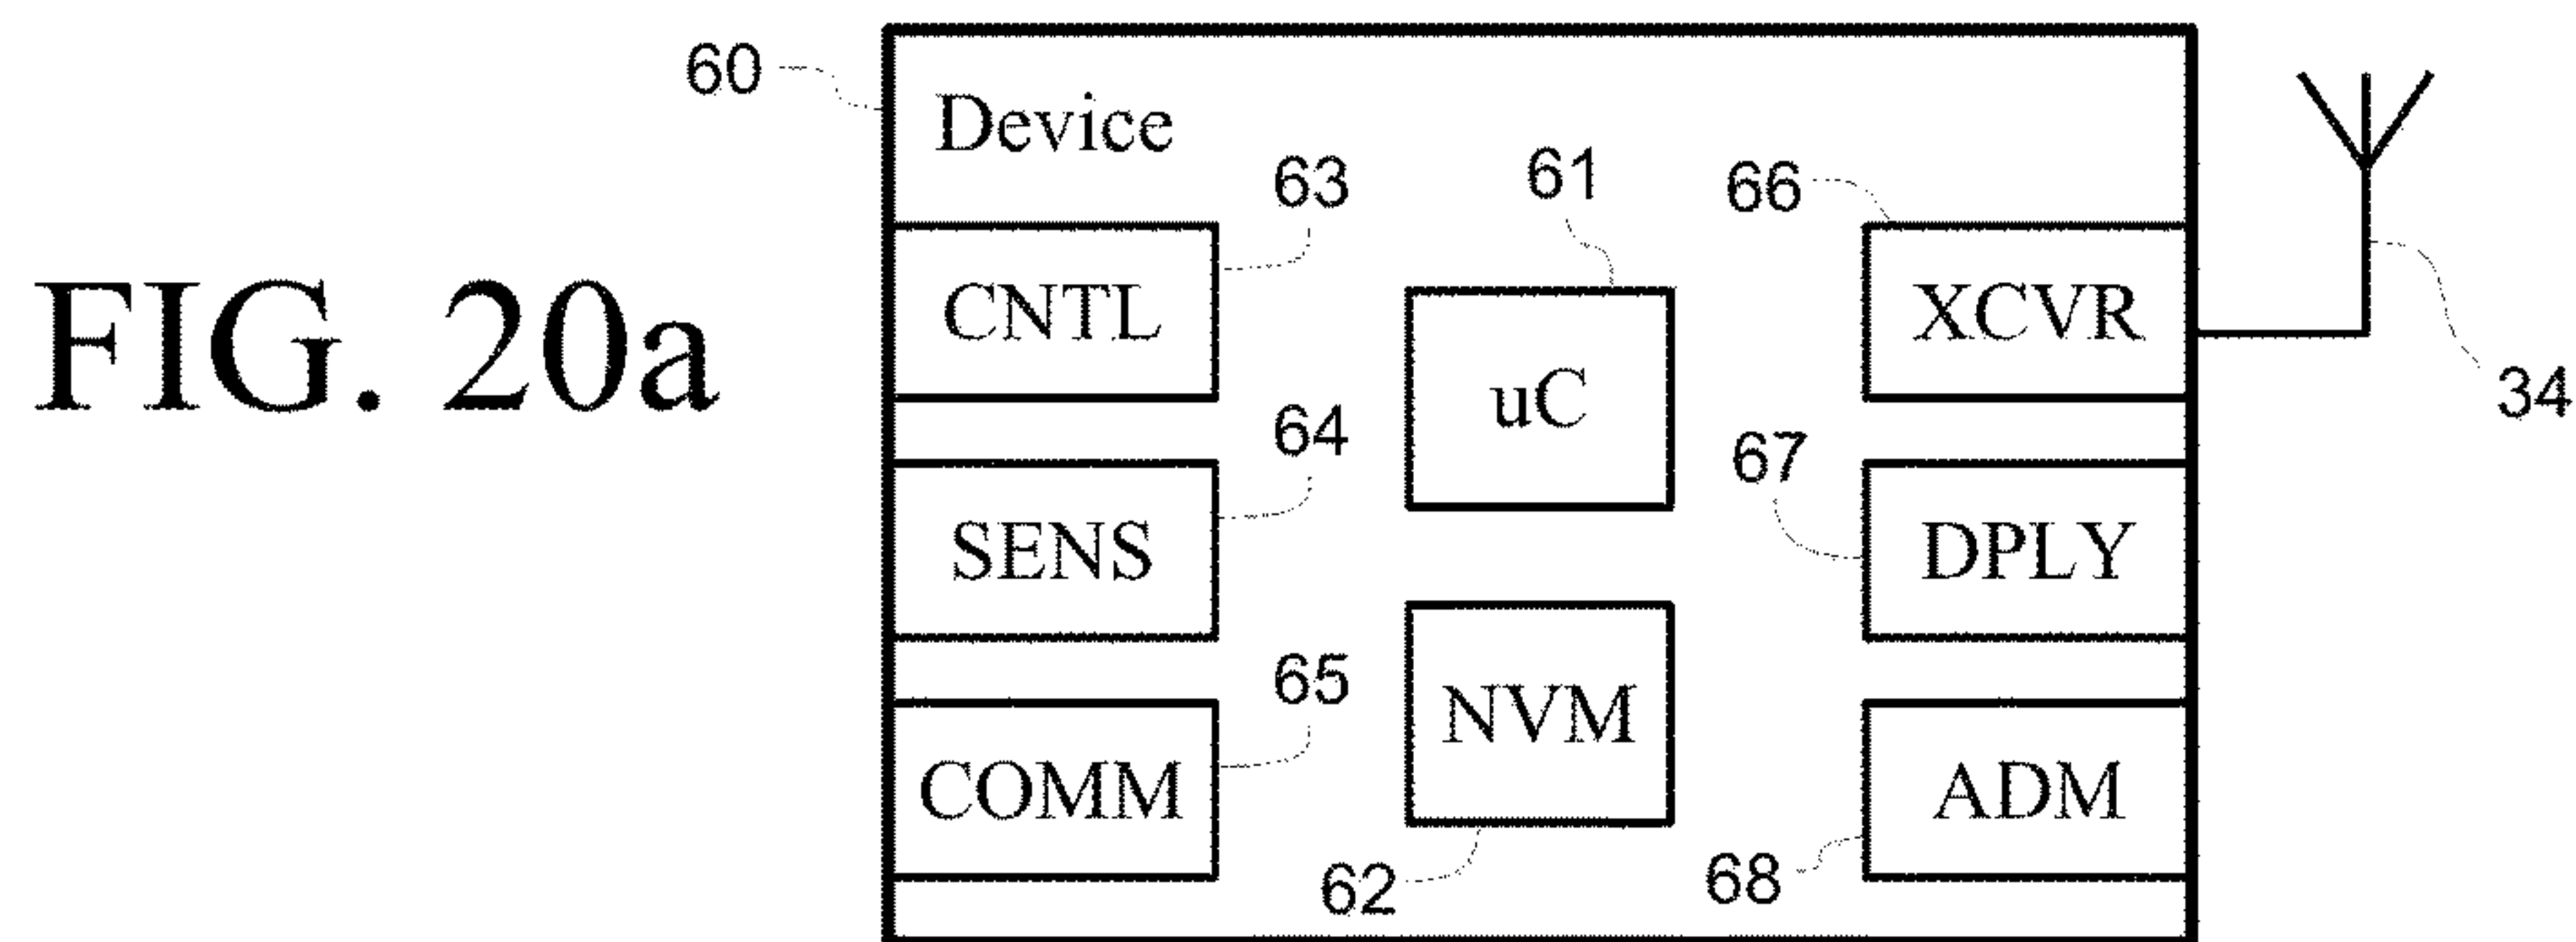 FIG. 20a
60
Device
63
61
66
CNTL
uC
XCVR
34
64
67
SENS
DPLY
65
NVM
COMM
ADM
62
68